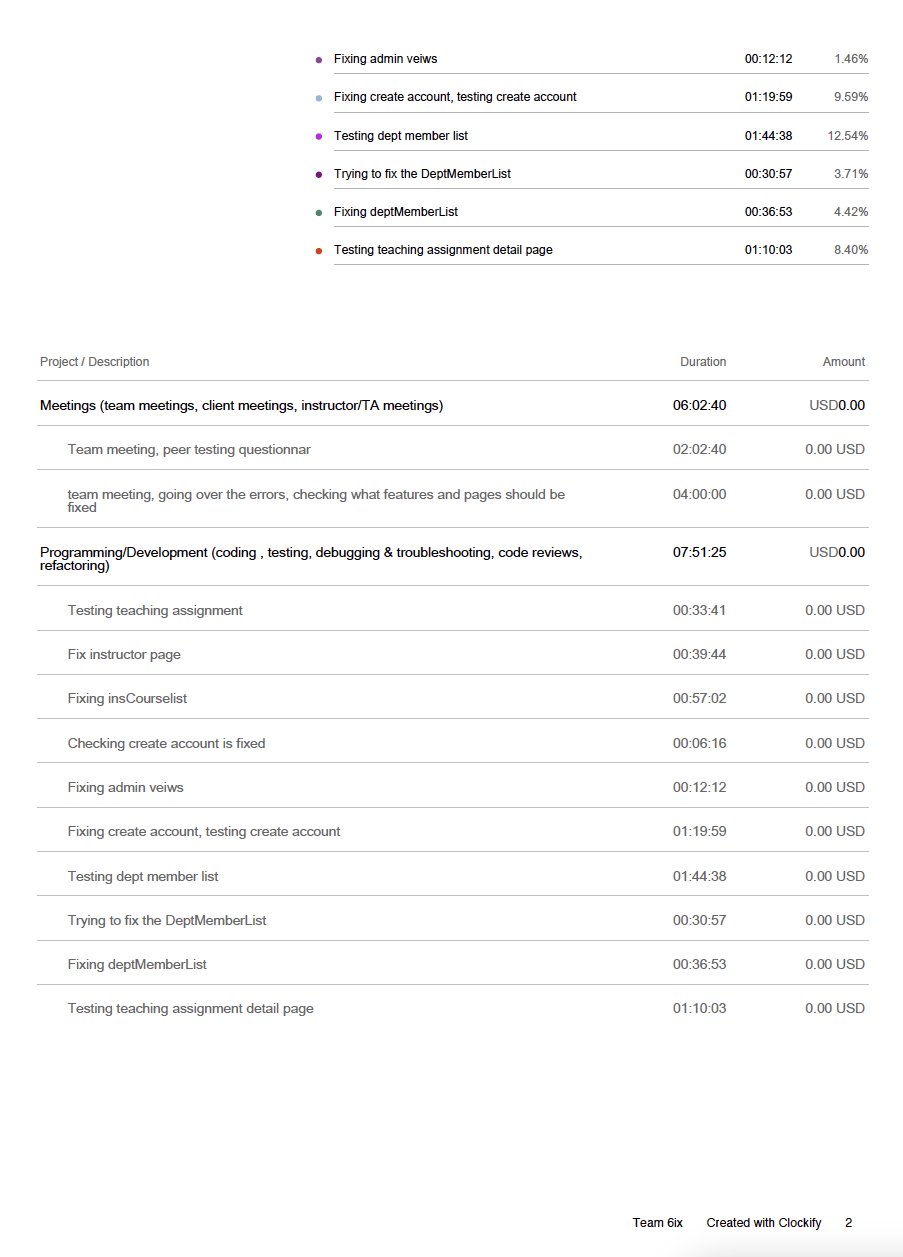 Fixing admin veiws 00:12:12 1.46%
Fixing create account, testing create account 01:19:59 9.59%
Testing dept member list 01:44:38 12.54%
Trying to fix the DeptMemberList 00:30:57 3.71%
Fixing deptMemberList 00:36:53 4.42%
Testing teaching assignment detail page 01:10:03 8.40%
Project / Description Duration Amount
Meetings (team meetings, client meetings, instructor/TA meetings) 06:02:40 USD0.00
Team meeting, peer testing questionnar 02:02:40 0.00 USD
team meeting, going over the errors, checking what features and pages should be 04:00:00 0.00 USD
fixed
Programming/Development (coding , testing, debugging & troubleshooting, code reviews, 07:51:25 USD0.00
refactoring)
Testing teaching assignment 00:33:41 0.00 USD
Fix instructor page 00:39:44 0.00 USD
Fixing insCourselist 00:57:02 0.00 USD
Checking create account is fixed 00:06:16 0.00 USD
Fixing admin veiws 00:12:12 0.00 USD
Fixing create account, testing create account 01:19:59 0.00 USD
Testing dept member list 01:44:38 0.00 USD
Trying to fix the DeptMemberList 00:30:57 0.00 USD
Fixing deptMemberList 00:36:53 0.00 USD
Testing teaching assignment detail page 01:10:03 0.00 USD
Team 6ix Created with Clockify 2